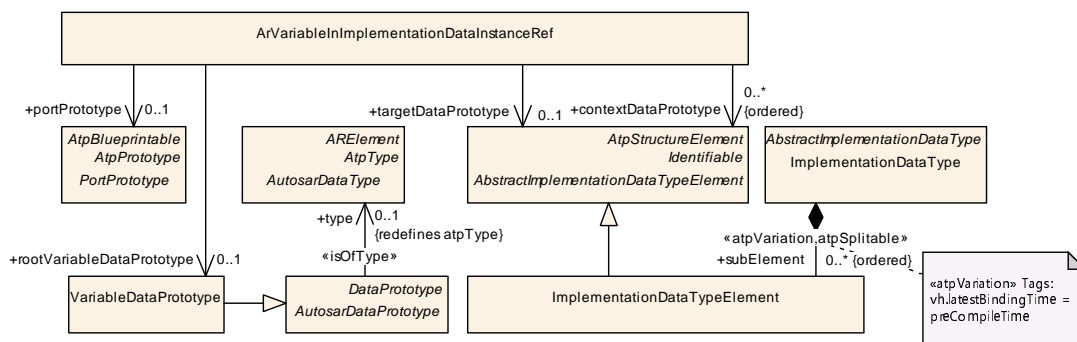 ArVariableInImplementationDataInstanceRef
+portPrototype 0..1
+targetDataPrototype 0..1
+contextDataPrototype 0..*
{ordered}
AtpBlueprintable
AtpPrototype
PortPrototype
ARElement
AtpType
AutosarDataType
AtpStructureElement
Identifiable
AbstractImplementationDataTypeElement
AbstractImplementationDataType
ImplementationDataType
+type 0..1
{redefines atpType}
«isOfType»
«atpVariation,atpSplitable»
+subElement 0..* {ordered}
+rootVariableDataPrototype 0..1
VariableDataPrototype
DataPrototype
AutosarDataPrototype
ImplementationDataTypeElement
«atpVariation» Tags:
vh.latestBindingTime =
preCompileTime